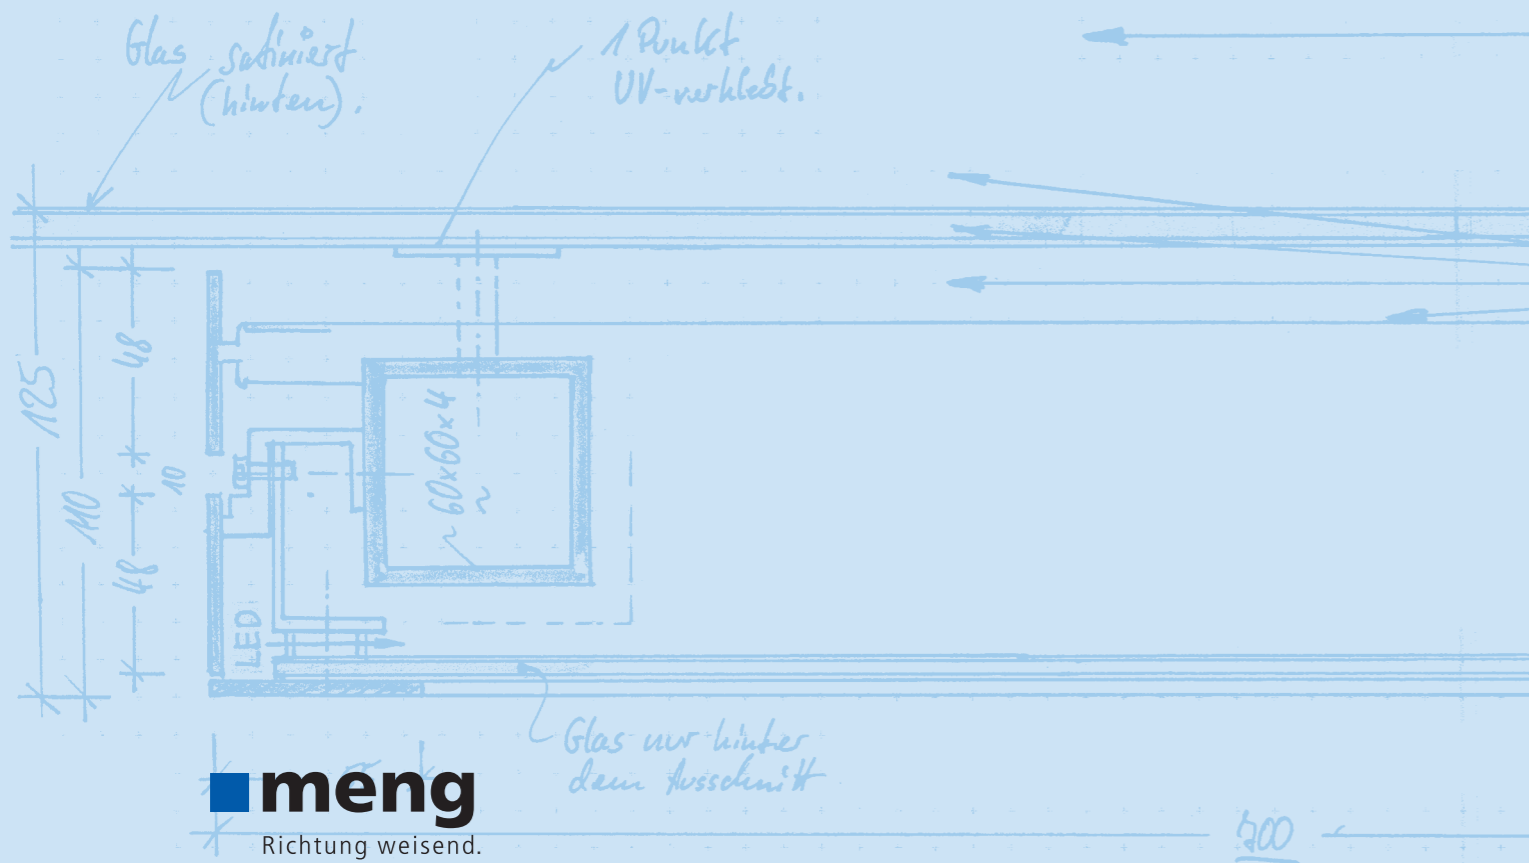 Glas satiniert
(hinten).
1 Punkt
UV-verklebt.
125
110
48
10
48
60x60x4
LED
Glas nur hinter
dem Ausschnitt
meng
Richtung weisend.
700